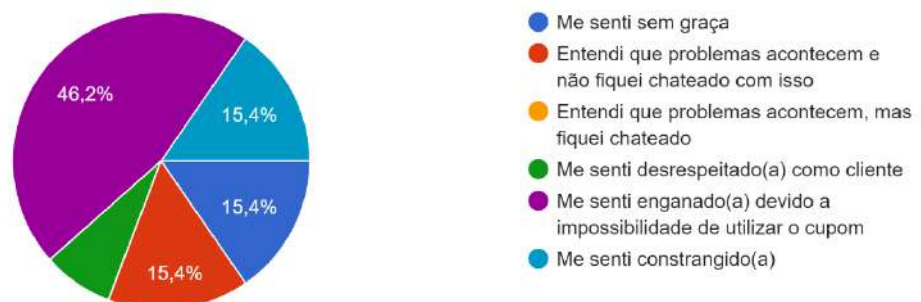 46,2%
15,4%
15,4%
15,4%
Me senti sem graça
Entendi que problemas acontecem e
não fiquei chateado com isso
Entendi que problemas acontecem, mas
fiquei chateado
Me senti desrespeitado(a) como cliente
Me senti enganado(a) devido a
impossibilidade de utilizar o cupom
Me senti constrangido(a)